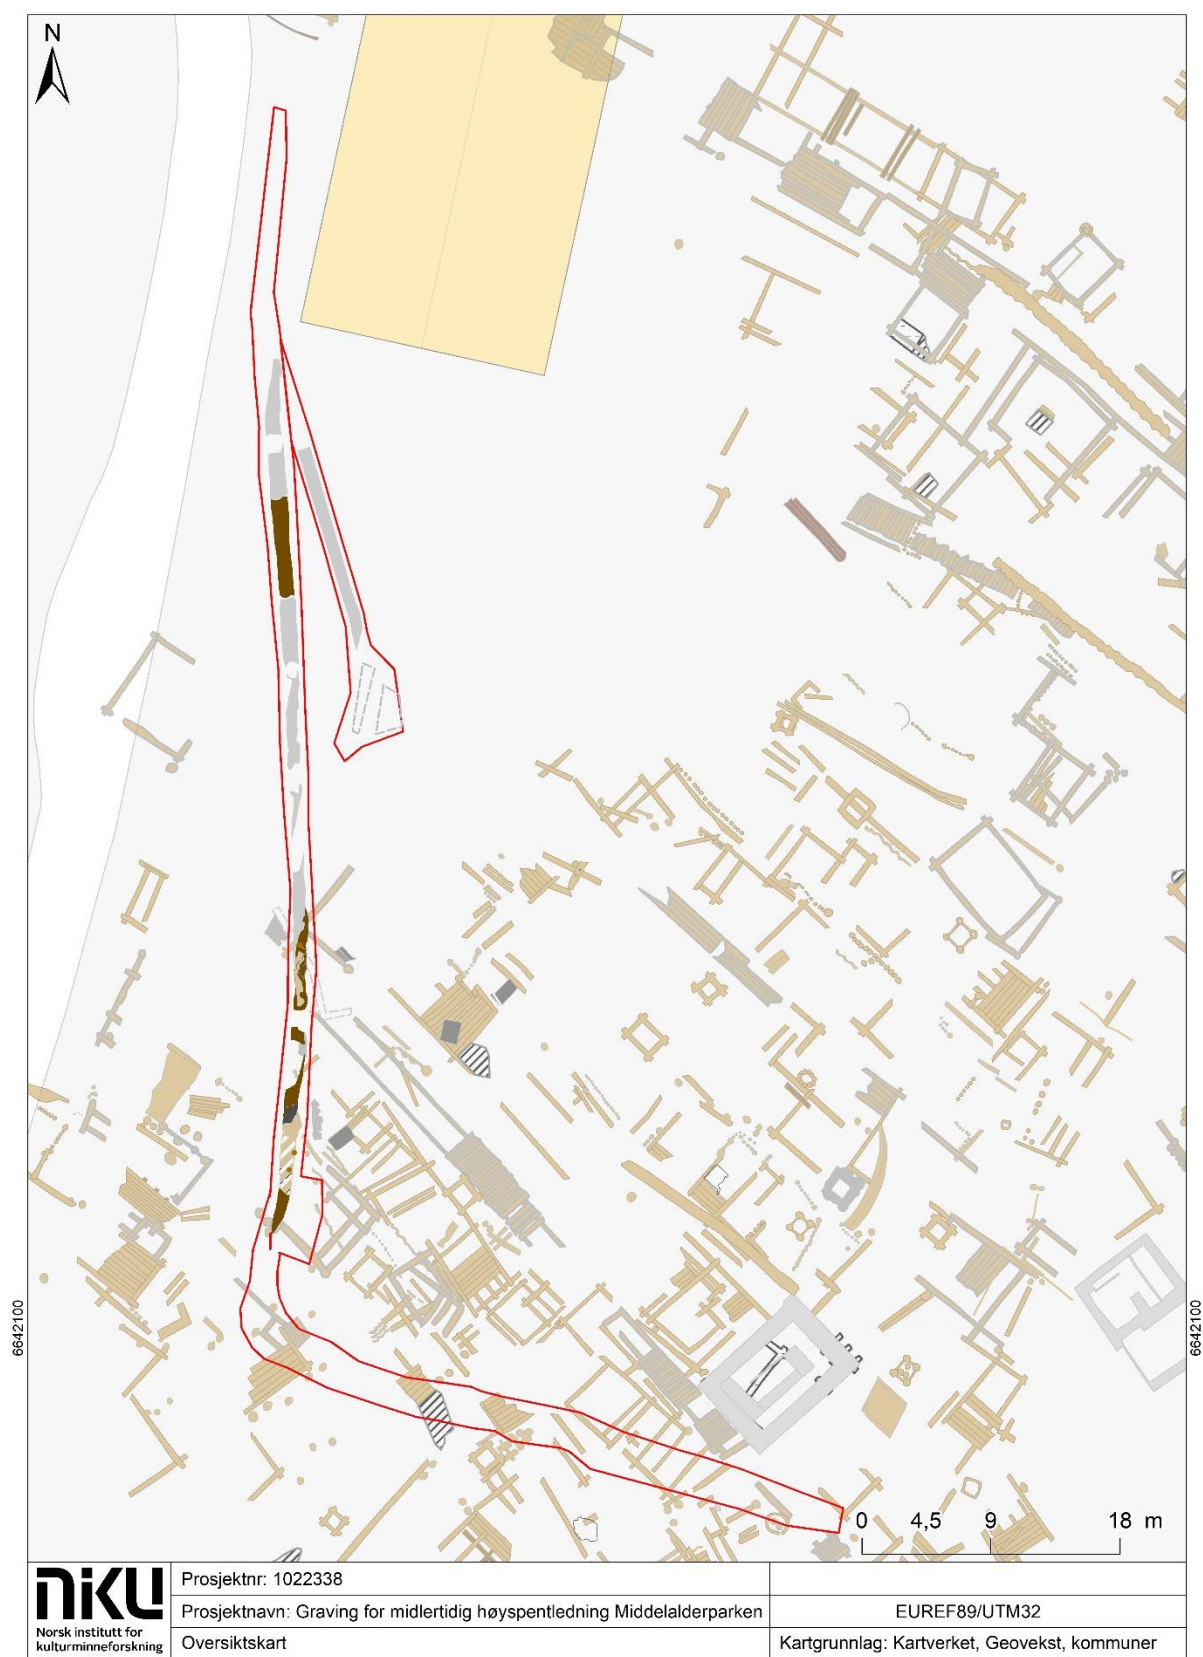 N
6642100
6642100
0 4,5 9 18 m
NIKU
Norsk institutt for
kulturminneforskning
Prosjektnr: 1022338
Prosjektnavn: Graving for midlertidig høyspentledning Middelalderparken
EUREF89/UTM32
Oversiktskart
Kartgrunnlag: Kartverket, Geovekst, kommuner